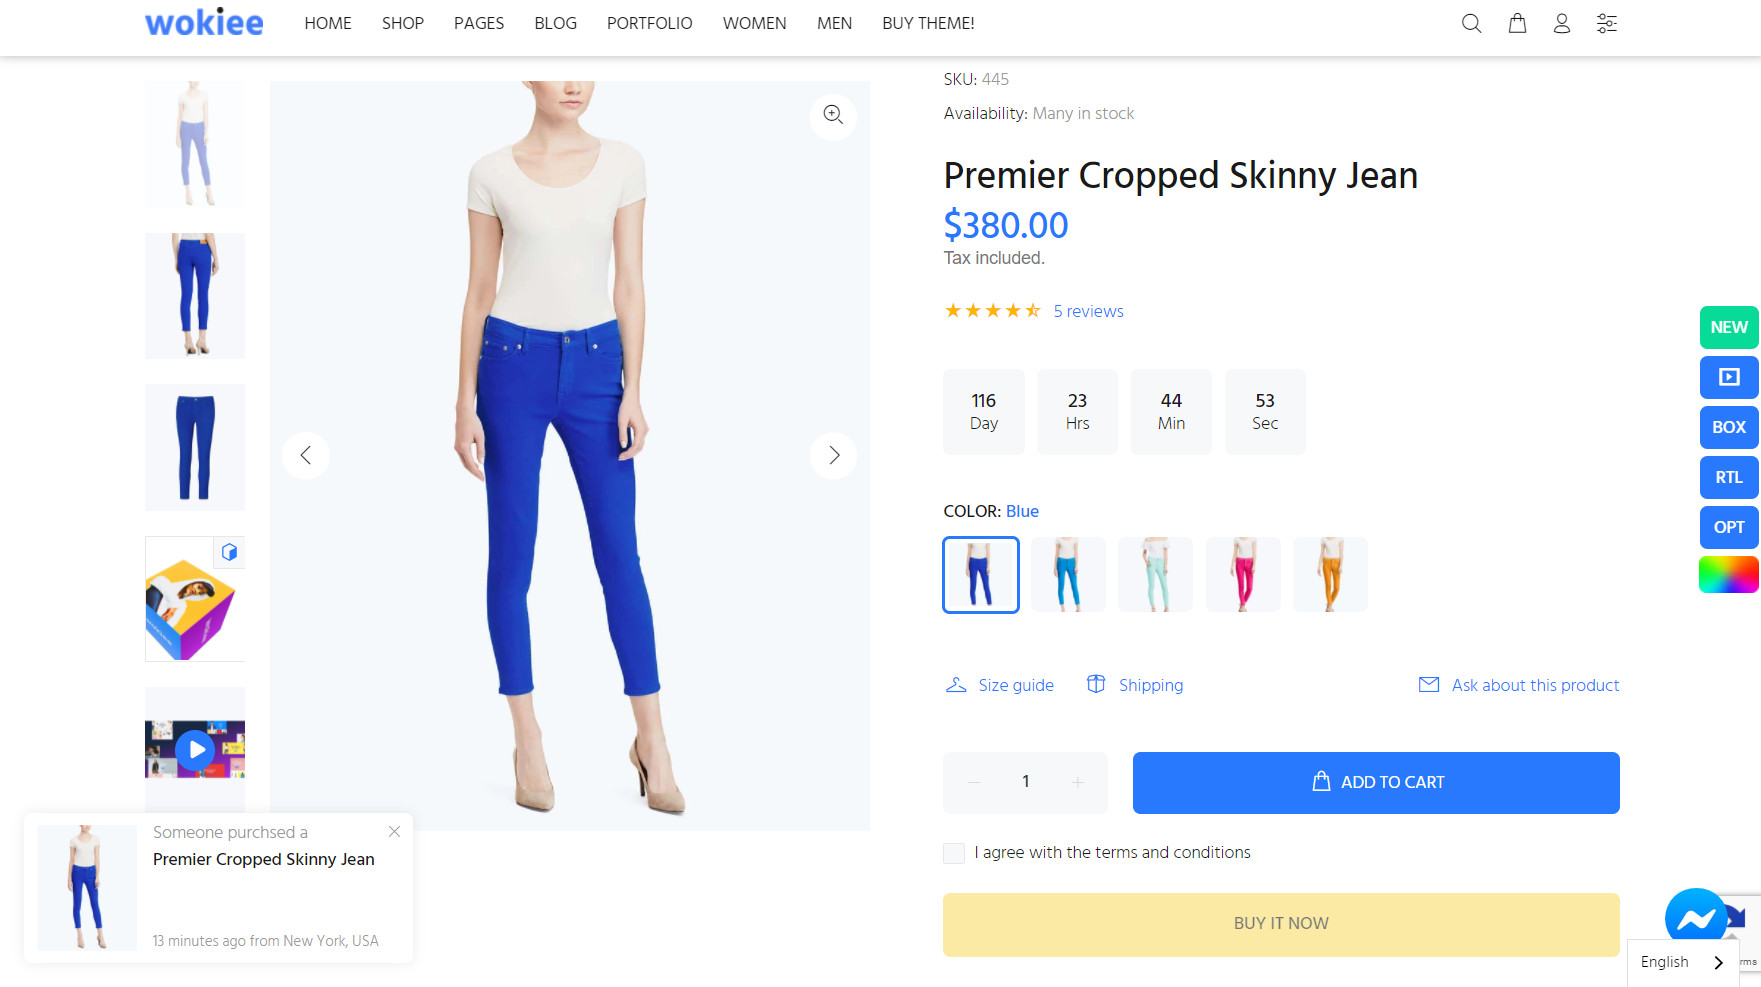 wokiee
HOME SHOP PAGES BLOG PORTFOLIO WOMEN MEN BUY THEME!
SKU: 445
Availability: Many in stock
Premier Cropped Skinny Jean
$380.00
Tax included.
5 reviews
116 23 44 53
Day Hrs Min Sec
COLOR: Blue
Size guide Shipping Ask about this product
1 ADD TO CART
I agree with the terms and conditions
BUY IT NOW
NEW
BOX
RTL
OPT
Someone purchsed a
Premier Cropped Skinny Jean
13 minutes ago from New York, USA
English
rms